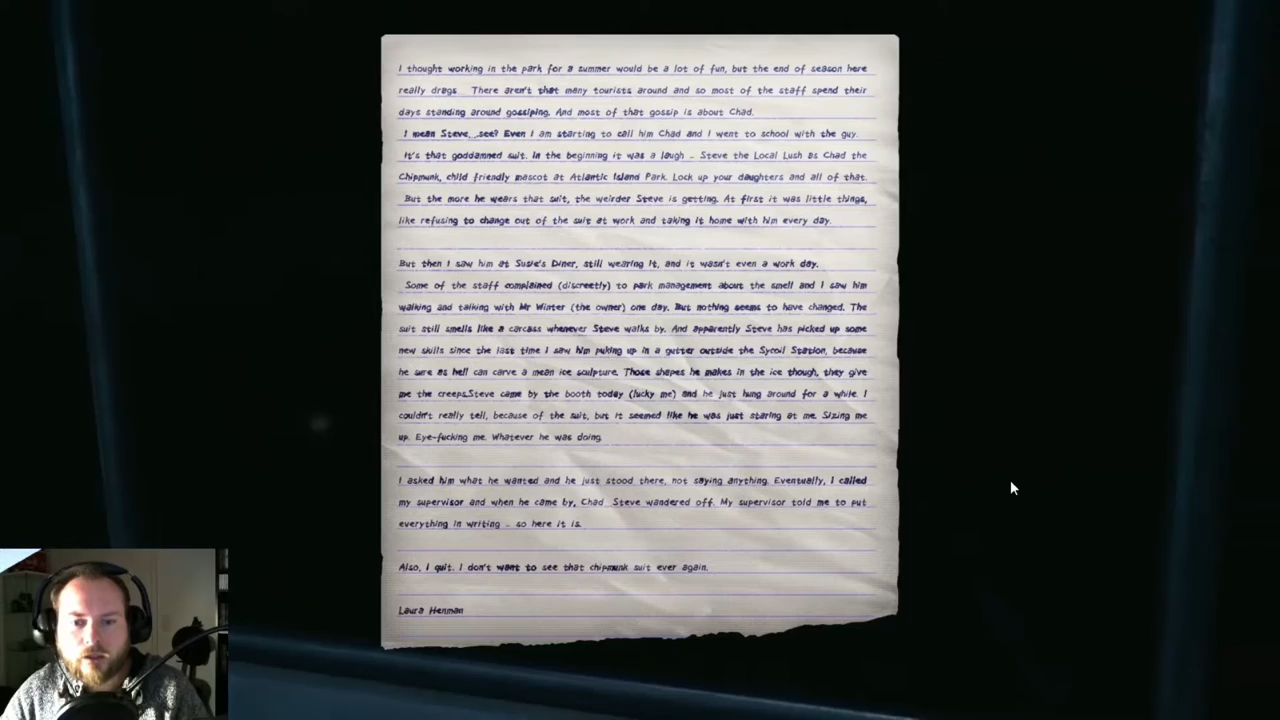 I thought working in the park for a summer would be a lot of fun, but the end of season here
really drags. There aren't that many tourists around and so most of the staff spend their
days standing around gossiping. And most of that gossip is about Chad.
I mean Steve,..see? Even I am starting to call him Chad and I went to school with the guy.
It's that goddamned suit. In the beginning it was a laugh - Steve the Local Lush as Chad the
Chipmunk, child friendly mascot at Atlantic Island Park. Lock up your daughters and all of that.
But the more he wears that suit, the weirder Steve is getting. At first it was little things,
like refusing to change out of the suit at work and taking it home with him every day.
But then I saw him at Susie's Diner, still wearing it, and it wasn't even a work day.
Some of the staff complained (discreetly) to park management about the smell and I saw him
walking and talking with Mr Winter (the owner) one day. But nothing seems to have changed. The
suit still smells like a carcass whenever Steve walks by. And apparently Steve has picked up some
new skills since the last time I saw him puking up in a gutter outside the Sycoil Station, because
he sure as hell can carve a mean ice sculpture. Those shapes he makes in the ice though, they give
me the creeps.Steve came by the booth today (lucky me) and he just hung around for a while. I
couldn't really tell, because of the suit, but it seemed like he was just staring at me. Sizing me
up. Eye-fucking me. Whatever he was doing.
I asked him what he wanted and he just stood there, not saying anything. Eventually, I called
my supervisor and when he came by, Chad Steve wandered off. My supervisor told me to put
everything in writing - so here it is.
Also, I quit. I don't want to see that chipmunk suit ever again.
Laura Henman